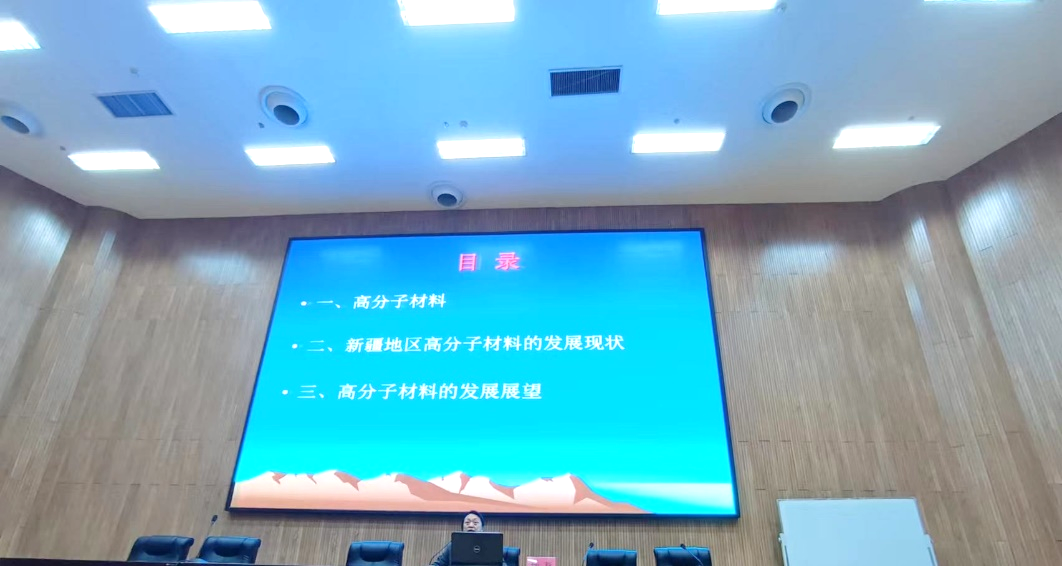 目 录
• 一、高分子材料
• 二、新疆地区高分子材料的发展现状
• 三、高分子材料的发展展望